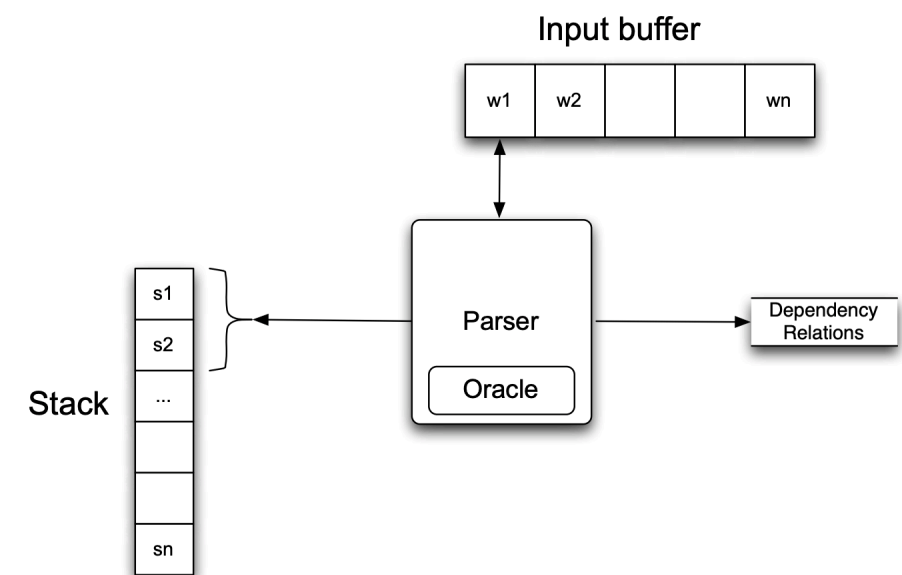 Input buffer
w1 w2 wn
s1
s2
...
sn
Stack
Parser
Oracle
Dependency
Relations